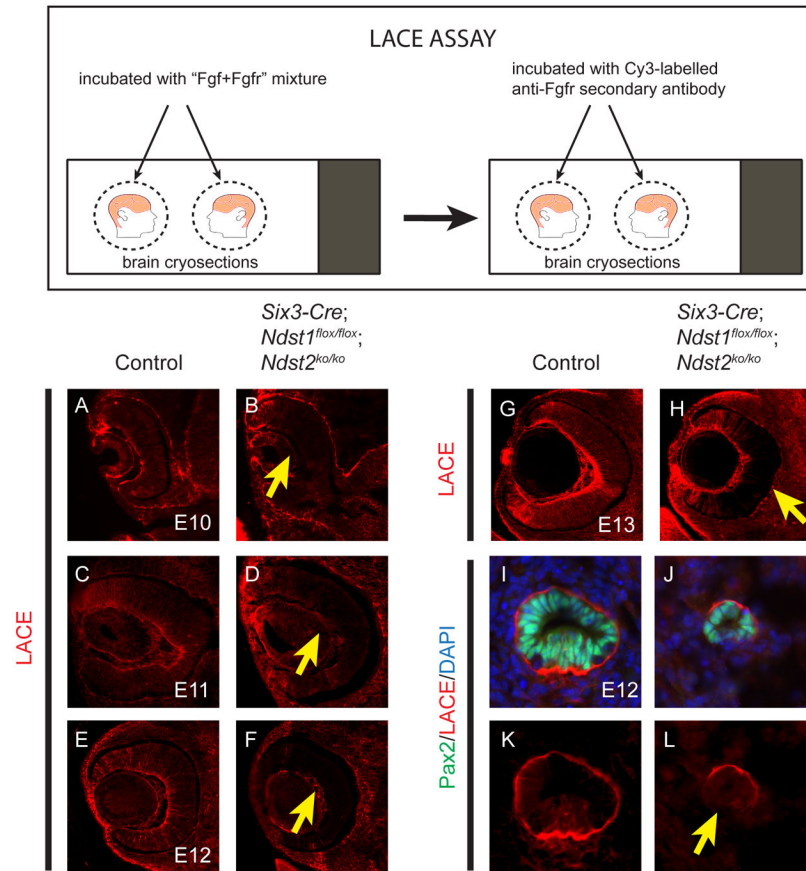 LACE ASSAY
incubated with “Fgf+Fgfr” mixture
incubated with Cy3-labelled
anti-Fgfr secondary antibody
brain cryosections
brain cryosections
Control
Six3-Cre;
Ndst1flox/flox;
Ndst2ko/ko
Control
Six3-Cre;
Ndst1flox/flox;
Ndst2ko/ko
LACE
A
E10
B
C
E11
D
E
E12
F
LACE
G
E13
H
Pax2/LACE/DAPI
I
E12
J
K
L